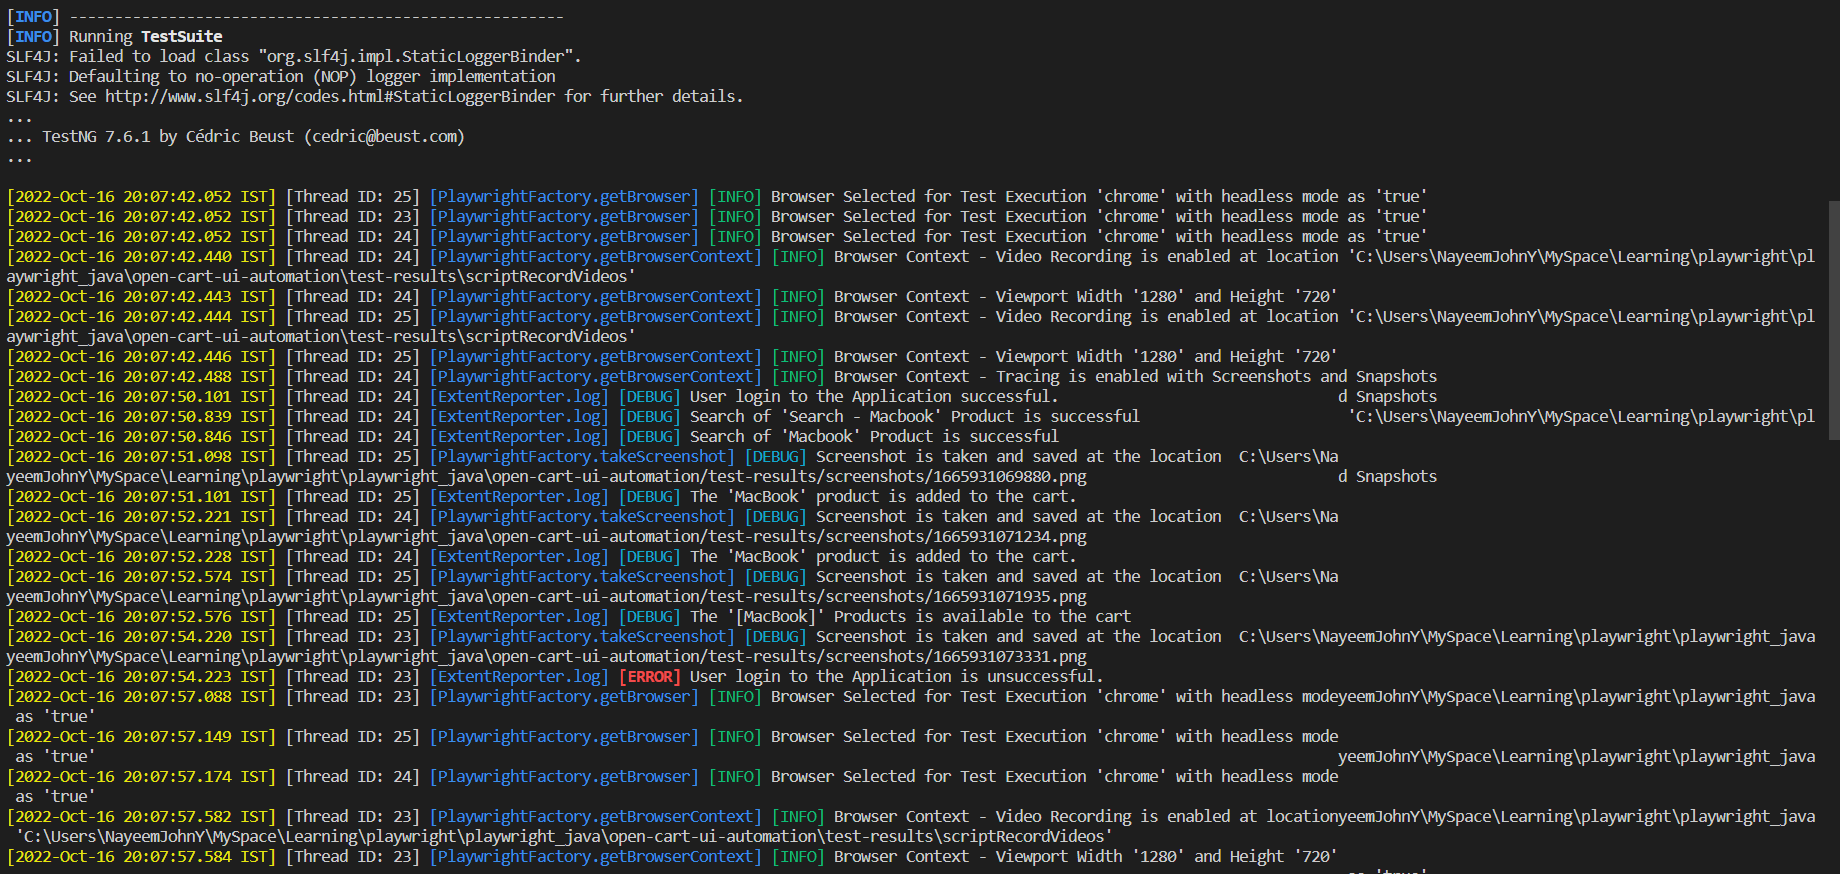 [INFO] -------------------------------------------------------
[INFO] Running TestSuite
SLF4J: Failed to load class "org.slf4j.impl.StaticLoggerBinder".
SLF4J: Defaulting to no-operation (NOP) logger implementation
SLF4J: See http://www.slf4j.org/codes.html#StaticLoggerBinder for further details.
...
... TestNG 7.6.1 by Cédric Beust (cedric@beust.com)
...
[2022-Oct-16 20:07:42.052 IST] [Thread ID: 25] [PlaywrightFactory.getBrowser] [INFO] Browser Selected for Test Execution 'chrome' with headless mode as 'true'
[2022-Oct-16 20:07:42.052 IST] [Thread ID: 23] [PlaywrightFactory.getBrowser] [INFO] Browser Selected for Test Execution 'chrome' with headless mode as 'true'
[2022-Oct-16 20:07:42.052 IST] [Thread ID: 24] [PlaywrightFactory.getBrowser] [INFO] Browser Selected for Test Execution 'chrome' with headless mode as 'true'
[2022-Oct-16 20:07:42.440 IST] [Thread ID: 24] [PlaywrightFactory.getBrowserContext] [INFO] Browser Context - Video Recording is enabled at location 'C:\Users\NayeemJohnY\MySpace\Learning\playwright\pl
aywright_java\open-cart-ui-automation\test-results\scriptRecordVideos'
[2022-Oct-16 20:07:42.443 IST] [Thread ID: 24] [PlaywrightFactory.getBrowserContext] [INFO] Browser Context - Viewport Width '1280' and Height '720'
[2022-Oct-16 20:07:42.444 IST] [Thread ID: 25] [PlaywrightFactory.getBrowserContext] [INFO] Browser Context - Video Recording is enabled at location 'C:\Users\NayeemJohnY\MySpace\Learning\playwright\pl
aywright_java\open-cart-ui-automation\test-results\scriptRecordVideos'
[2022-Oct-16 20:07:42.446 IST] [Thread ID: 25] [PlaywrightFactory.getBrowserContext] [INFO] Browser Context - Viewport Width '1280' and Height '720'
[2022-Oct-16 20:07:42.488 IST] [Thread ID: 24] [PlaywrightFactory.getBrowserContext] [INFO] Browser Context - Tracing is enabled with Screenshots and Snapshots
[2022-Oct-16 20:07:50.101 IST] [Thread ID: 24] [ExtentReporter.log] [DEBUG] User login to the Application successful. d Snapshots
[2022-Oct-16 20:07:50.839 IST] [Thread ID: 24] [ExtentReporter.log] [DEBUG] Search of 'Search - Macbook' Product is successful 'C:\Users\NayeemJohnY\MySpace\Learning\playwright\pl
[2022-Oct-16 20:07:50.846 IST] [Thread ID: 24] [ExtentReporter.log] [DEBUG] Search of 'Macbook' Product is successful
[2022-Oct-16 20:07:51.098 IST] [Thread ID: 25] [PlaywrightFactory.takeScreenshot] [DEBUG] Screenshot is taken and saved at the location  C:\Users\Na
yeemJohnY\MySpace\Learning\playwright\playwright_java\open-cart-ui-automation/test-results/screenshots/1665931069880.png d Snapshots
[2022-Oct-16 20:07:51.101 IST] [Thread ID: 25] [ExtentReporter.log] [DEBUG] The 'MacBook' product is added to the cart.
[2022-Oct-16 20:07:52.221 IST] [Thread ID: 24] [PlaywrightFactory.takeScreenshot] [DEBUG] Screenshot is taken and saved at the location  C:\Users\Na
yeemJohnY\MySpace\Learning\playwright\playwright_java\open-cart-ui-automation/test-results/screenshots/1665931071234.png
[2022-Oct-16 20:07:52.228 IST] [Thread ID: 24] [ExtentReporter.log] [DEBUG] The 'MacBook' product is added to the cart.
[2022-Oct-16 20:07:52.574 IST] [Thread ID: 25] [PlaywrightFactory.takeScreenshot] [DEBUG] Screenshot is taken and saved at the location  C:\Users\Na
yeemJohnY\MySpace\Learning\playwright\playwright_java\open-cart-ui-automation/test-results/screenshots/1665931071935.png
[2022-Oct-16 20:07:52.576 IST] [Thread ID: 25] [ExtentReporter.log] [DEBUG] The '[MacBook]' Products is available to the cart
[2022-Oct-16 20:07:54.220 IST] [Thread ID: 23] [PlaywrightFactory.takeScreenshot] [DEBUG] Screenshot is taken and saved at the location  C:\Users\NayeemJohnY\MySpace\Learning\playwright\playwright_java
yeemJohnY\MySpace\Learning\playwright\playwright_java\open-cart-ui-automation/test-results/screenshots/1665931073331.png
[2022-Oct-16 20:07:54.223 IST] [Thread ID: 23] [ExtentReporter.log] [ERROR] User login to the Application is unsuccessful.
[2022-Oct-16 20:07:57.088 IST] [Thread ID: 23] [PlaywrightFactory.getBrowser] [INFO] Browser Selected for Test Execution 'chrome' with headless modeyeemJohnY\MySpace\Learning\playwright\playwright_java
as 'true'
[2022-Oct-16 20:07:57.149 IST] [Thread ID: 25] [PlaywrightFactory.getBrowser] [INFO] Browser Selected for Test Execution 'chrome' with headless mode
as 'true' yeemJohnY\MySpace\Learning\playwright\playwright_java
[2022-Oct-16 20:07:57.174 IST] [Thread ID: 24] [PlaywrightFactory.getBrowser] [INFO] Browser Selected for Test Execution 'chrome' with headless mode
as 'true'
[2022-Oct-16 20:07:57.582 IST] [Thread ID: 23] [PlaywrightFactory.getBrowserContext] [INFO] Browser Context - Video Recording is enabled at locationyeemJohnY\MySpace\Learning\playwright\playwright_java
'C:\Users\NayeemJohnY\MySpace\Learning\playwright\playwright_java\open-cart-ui-automation\test-results\scriptRecordVideos'
[2022-Oct-16 20:07:57.584 IST] [Thread ID: 23] [PlaywrightFactory.getBrowserContext] [INFO] Browser Context - Viewport Width '1280' and Height '720'